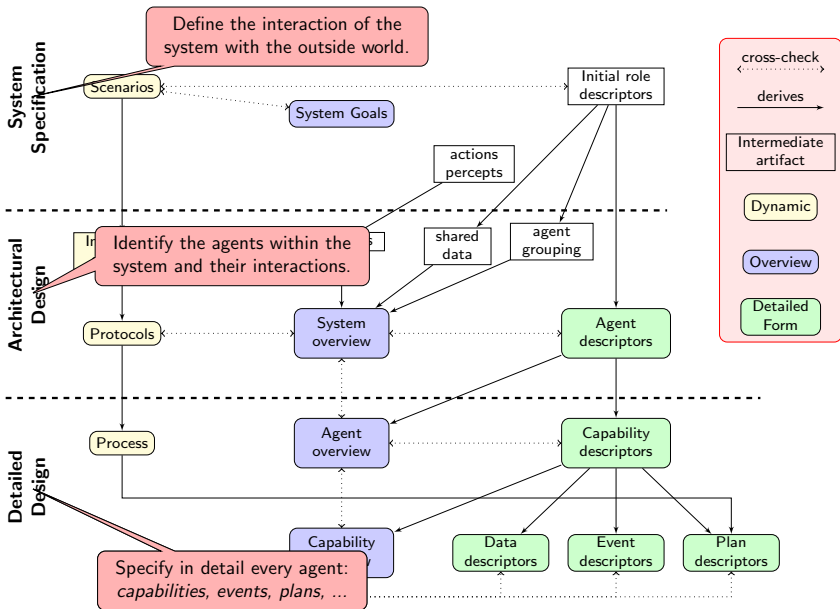 Define the interaction of the
system with the outside world.
System
Specification
Scenarios
System Goals
Initial role
descriptors
actions
percepts
Identify the agents within the
system and their interactions.
shared
data
agent
grouping
Architectural
Design
Protocols
System
overview
Agent
descriptors
Process
Agent
overview
Capability
descriptors
Detailed
Design
Capability
Data
descriptors
Event
descriptors
Plan
descriptors
Specify in detail every agent:
capabilities, events, plans, ...
cross-check
derives
Intermediate
artifact
Dynamic
Overview
Detailed
Form